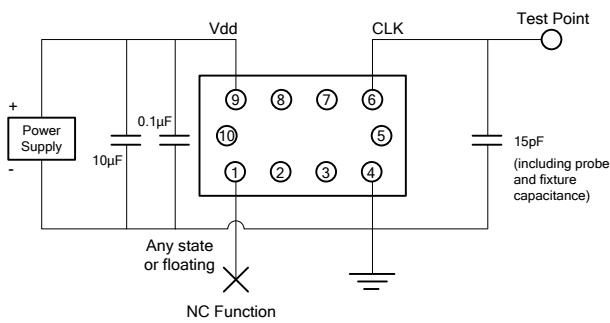 Test Point
Vdd
CLK
+
Power
Supply
-
10µF
0.1µF
9
8
7
6
10
5
1
2
3
4
15pF
(including probe
and fixture
capacitance)
Any state
or floating
NC Function